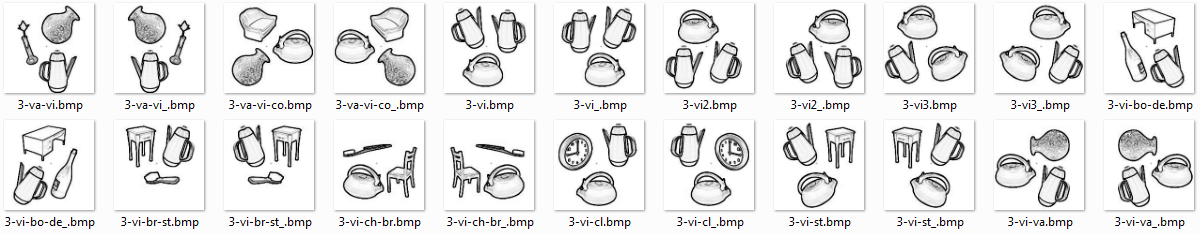 3-va-vi.bmp 3-va-vi_.bmp 3-va-vi-co.bmp 3-va-vi-co_.bmp 3-vi.bmp 3-vi_.bmp 3-vi2.bmp 3-vi2_.bmp 3-vi3.bmp 3-vi3_.bmp 3-vi-bo-de.bmp
3-vi-bo-de_.bmp 3-vi-br-st.bmp 3-vi-br-st_.bmp 3-vi-ch-br.bmp 3-vi-ch-br_.bmp 3-vi-cl.bmp 3-vi-cl_.bmp 3-vi-st.bmp 3-vi-st_.bmp 3-vi-va.bmp 3-vi-va_.bmp